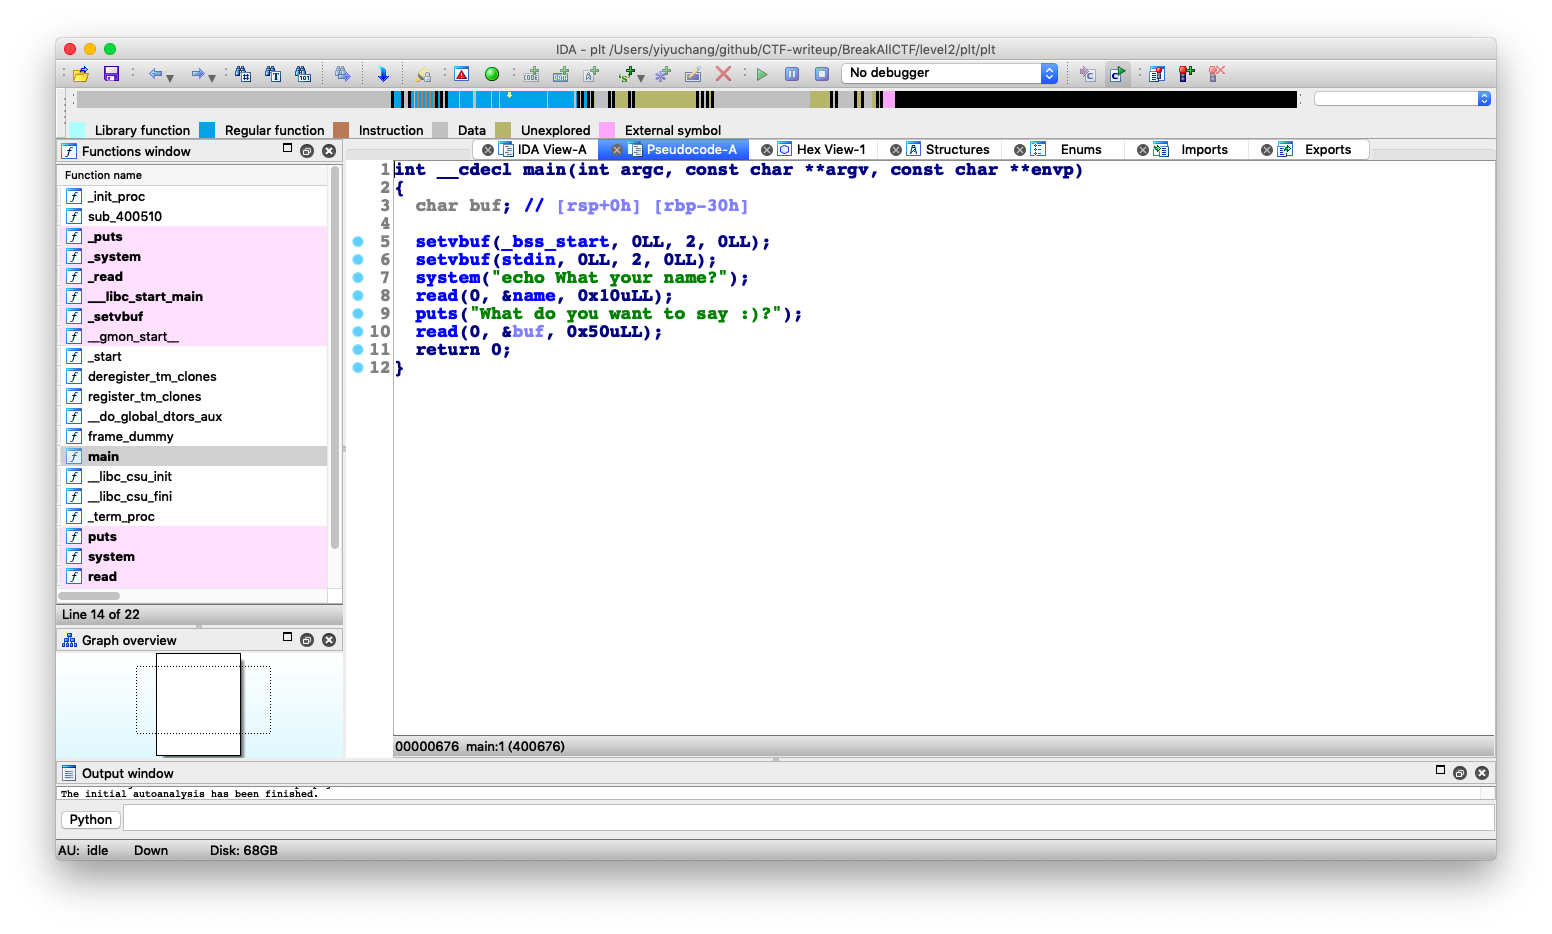 IDA - plt /Users/yiyuchang/github/CTF-writeup/BreakAllCTF/level2/plt/plt
No debugger
Library function Regular function Instruction Data Unexplored External symbol
Functions window
IDA View-A Pseudocode-A Hex View-1 Structures Enums Imports Exports
Function name
_init_proc
sub_400510
_puts
_system
_read
___libc_start_main
_setvbuf
__gmon_start__
_start
deregister_tm_clones
register_tm_clones
__do_global_dtors_aux
frame_dummy
main
__libc_csu_init
__libc_csu_fini
_term_proc
puts
system
read
Line 14 of 22
Graph overview
1 int __cdecl main(int argc, const char **argv, const char **envp)
2 {
3 char buf; // [rsp+0h] [rbp-30h]
4
5 setvbuf(_bss_start, 0LL, 2, 0LL);
6 setvbuf(stdin, 0LL, 2, 0LL);
7 system("echo What your name?");
8 read(0, &name, 0x10uLL);
9 puts("What do you want to say :)?");
10 read(0, &buf, 0x50uLL);
11 return 0;
12 }
00000676 main:1 (400676)
Output window
The initial autoanalysis has been finished.
Python
AU: idle Down Disk: 68GB